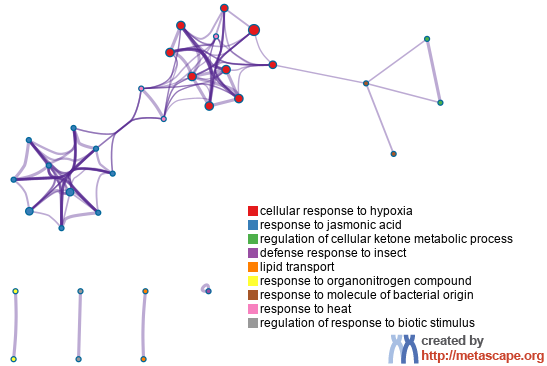 cellular response to hypoxia
response to jasmonic acid
regulation of cellular ketone metabolic process
defense response to insect
lipid transport
response to organonitrogen compound
response to molecule of bacterial origin
response to heat
regulation of response to biotic stimulus
created by
http://metascape.org